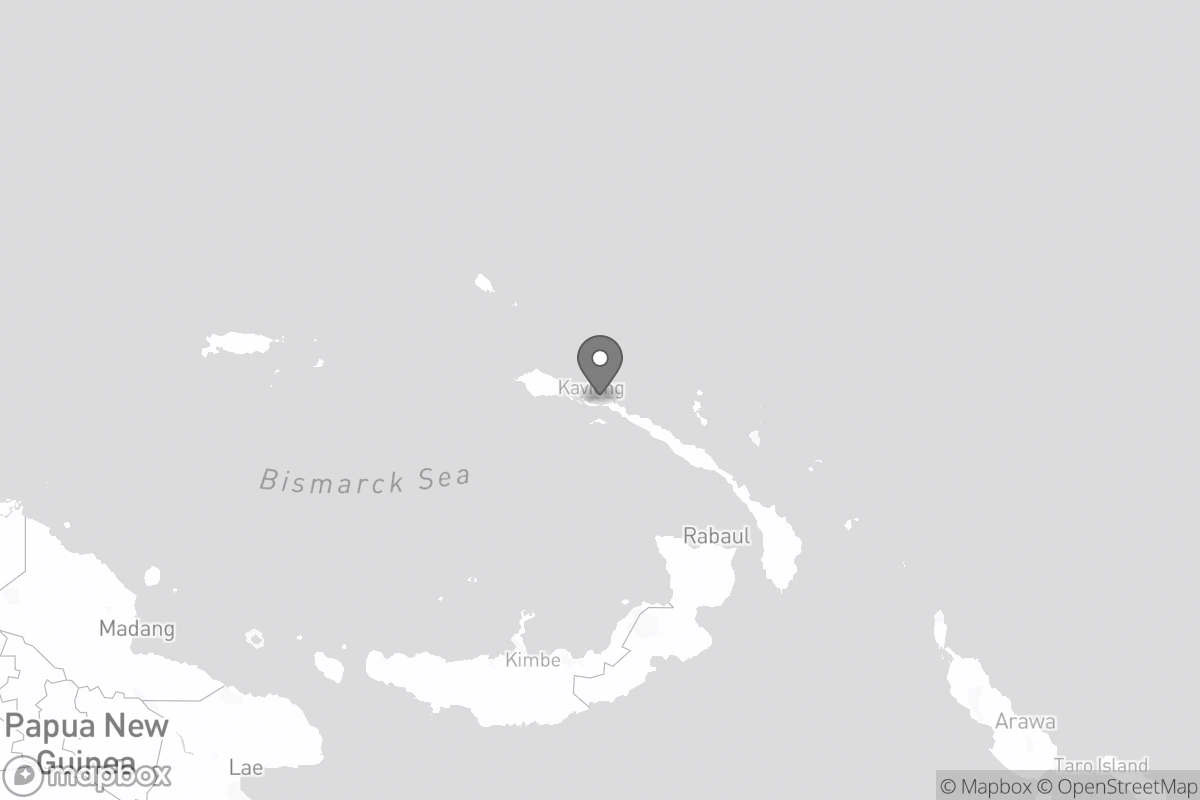 Kavieng
Bismarck Sea
Rabaul
Madang
Kimbe
Papua New
Guinea
Arawa
Taro Island
Lae
mapbox
© Mapbox © OpenStreetMap